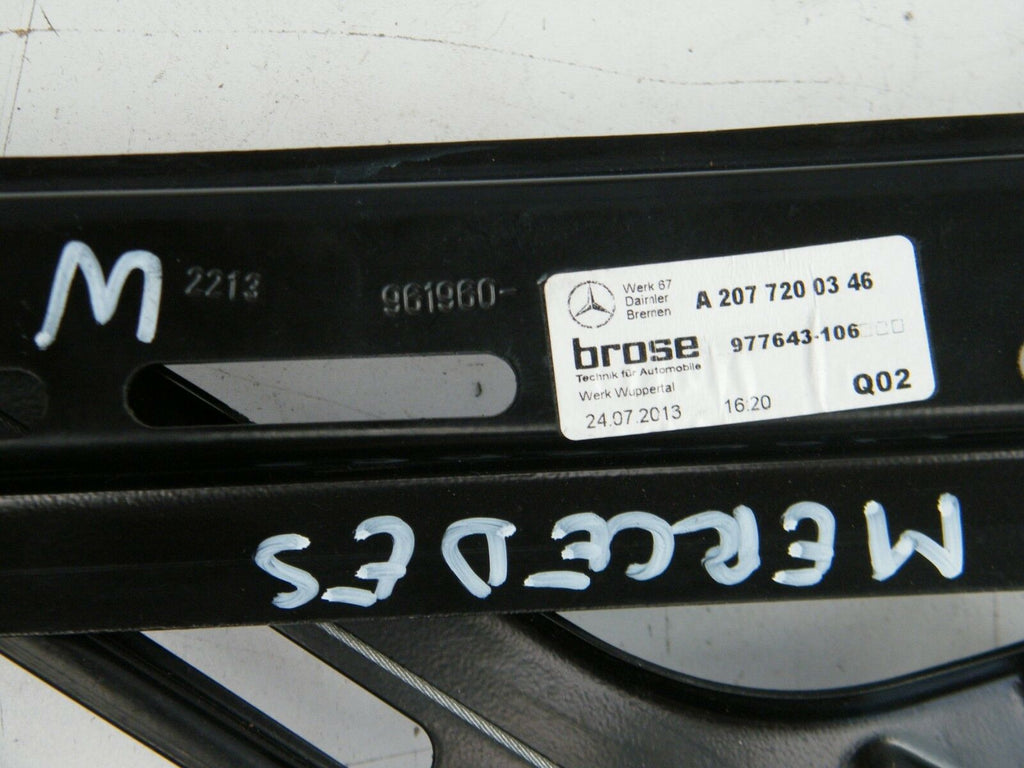 M
2213
961960-
Werk 67
Daimler
Bremen
A 207 720 03 46
brose
977643-106
Technik für Automobile
Werk Wuppertal
24.07.2013
16:20
Q02
MERCEDES